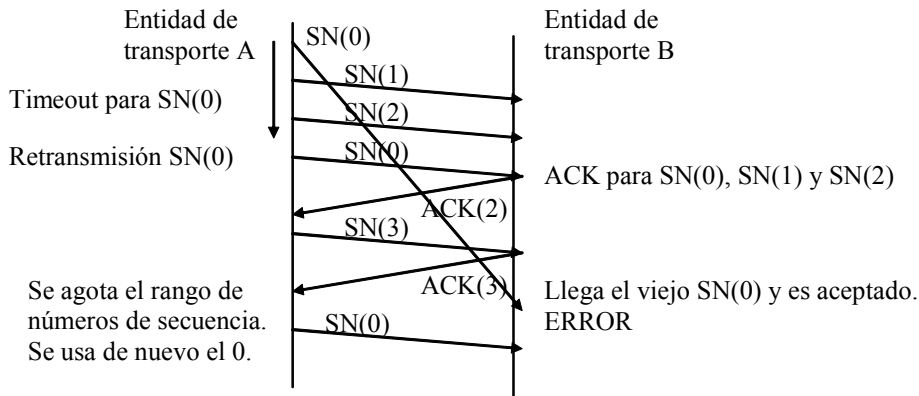 Entidad de
transporte A
Entidad de
transporte B
SN(0)
SN(1)
Timeout para SN(0)
SN(2)
Retransmisión SN(0)
SN(0)
ACK para SN(0), SN(1) y SN(2)
ACK(2)
SN(3)
ACK(3)
Llega el viejo SN(0) y es aceptado.
ERROR
Se agota el rango de
números de secuencia.
Se usa de nuevo el 0.
SN(0)